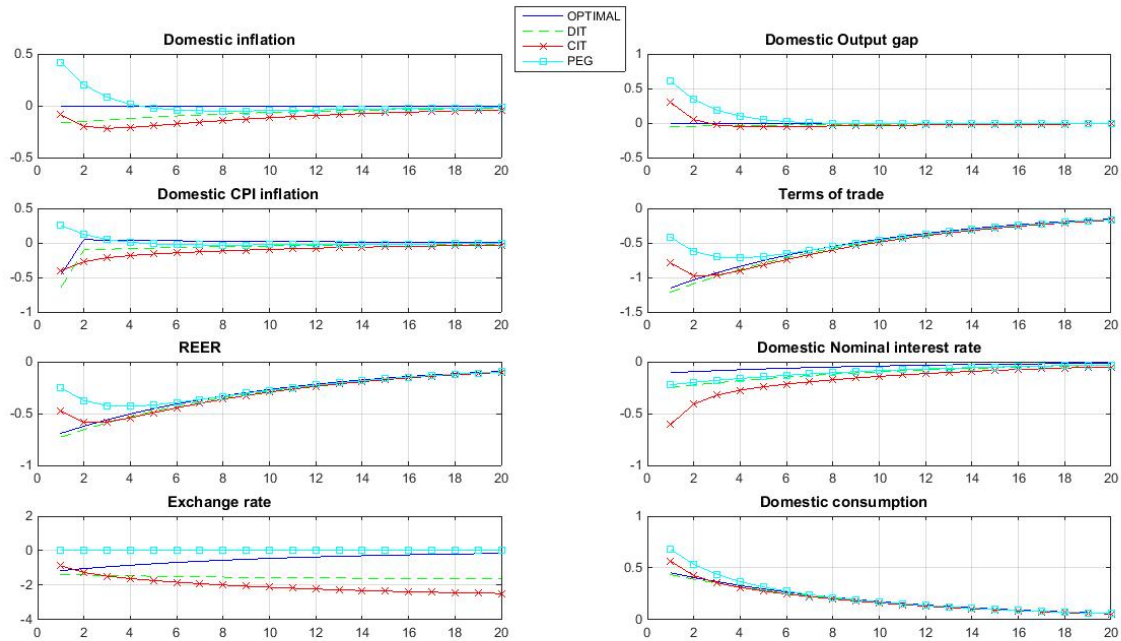 OPTIMAL
DIT
CIT
PEG
Domestic inflation
0.5
0
-0.5
0 2 4 6 8 10 12 14 16 18 20
Domestic Output gap
1
0.5
0
-0.5
0 2 4 6 8 10 12 14 16 18 20
Domestic CPI inflation
0.5
0
-0.5
-1
0 2 4 6 8 10 12 14 16 18 20
Terms of trade
0
-0.5
-1
-1.5
0 2 4 6 8 10 12 14 16 18 20
REER
0
-0.5
-1
0 2 4 6 8 10 12 14 16 18 20
Domestic Nominal interest rate
0
-0.5
-1
0 2 4 6 8 10 12 14 16 18 20
Exchange rate
2
0
-2
-4
0 2 4 6 8 10 12 14 16 18 20
Domestic consumption
1
0.5
0
0 2 4 6 8 10 12 14 16 18 20